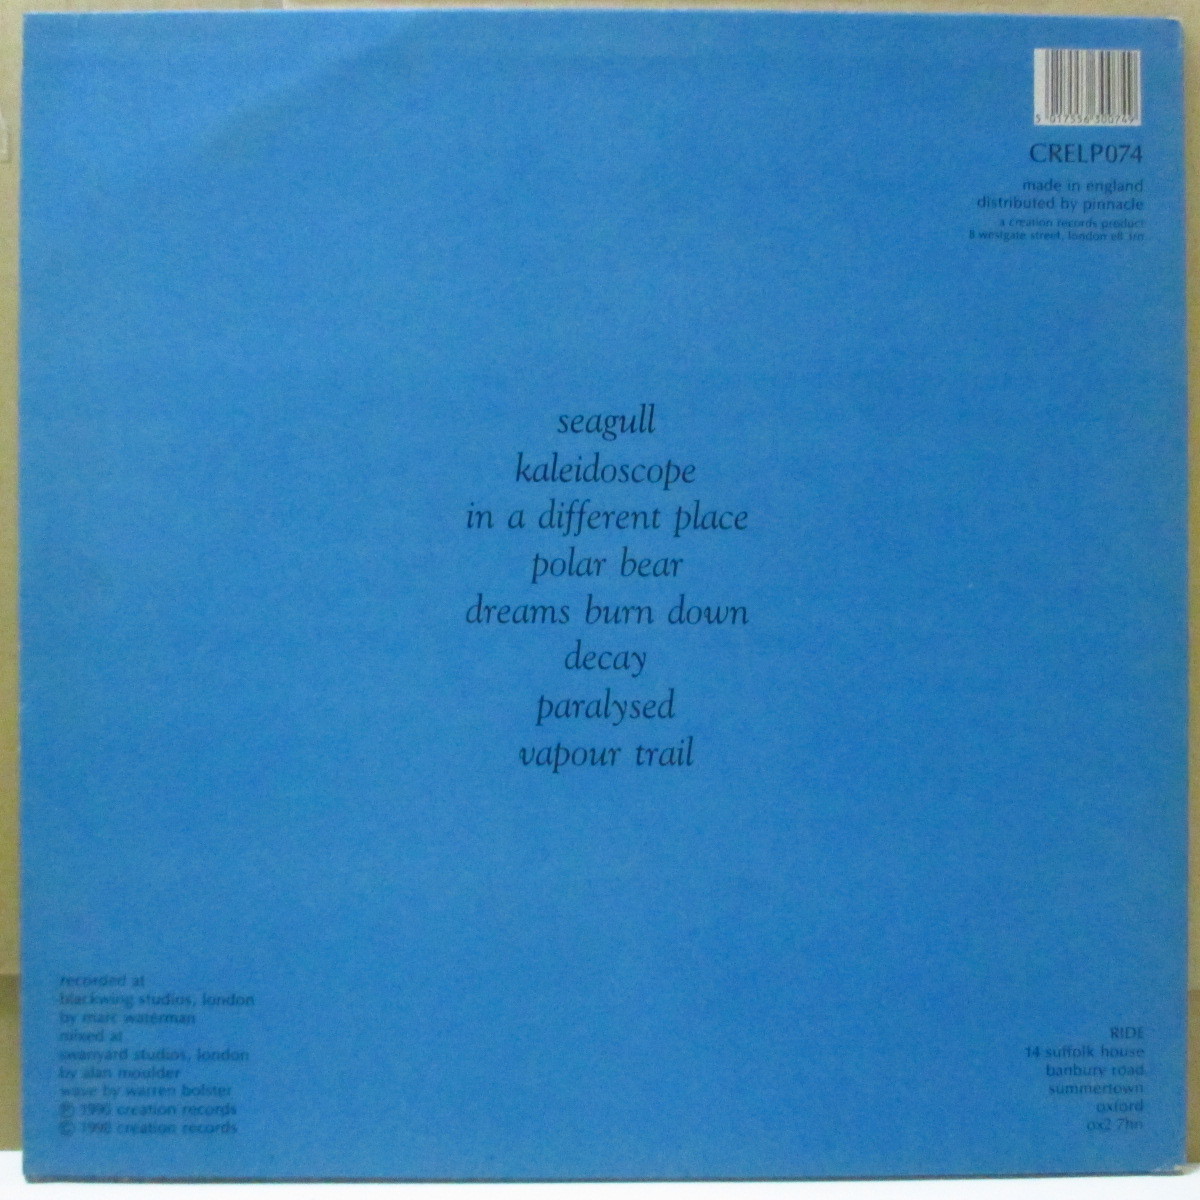 5 017556 300749
CRELP074
made in england
distributed by pinnacle
a creation records product
8 westgate street, london e8
seagull
kaleidoscope
in a different place
polar bear
dreams burn down
decay
paralysed
vapour trail
recorded at
blackwing studios, london
by marc waterman
mixed at
swanyard studios, london
by alan moulder
wave by warren bolster
℗ 1990 creation records
© 1990 creation records
RIDE
14 suffolk house
banbury road
summertown
oxford
ox2 7hn